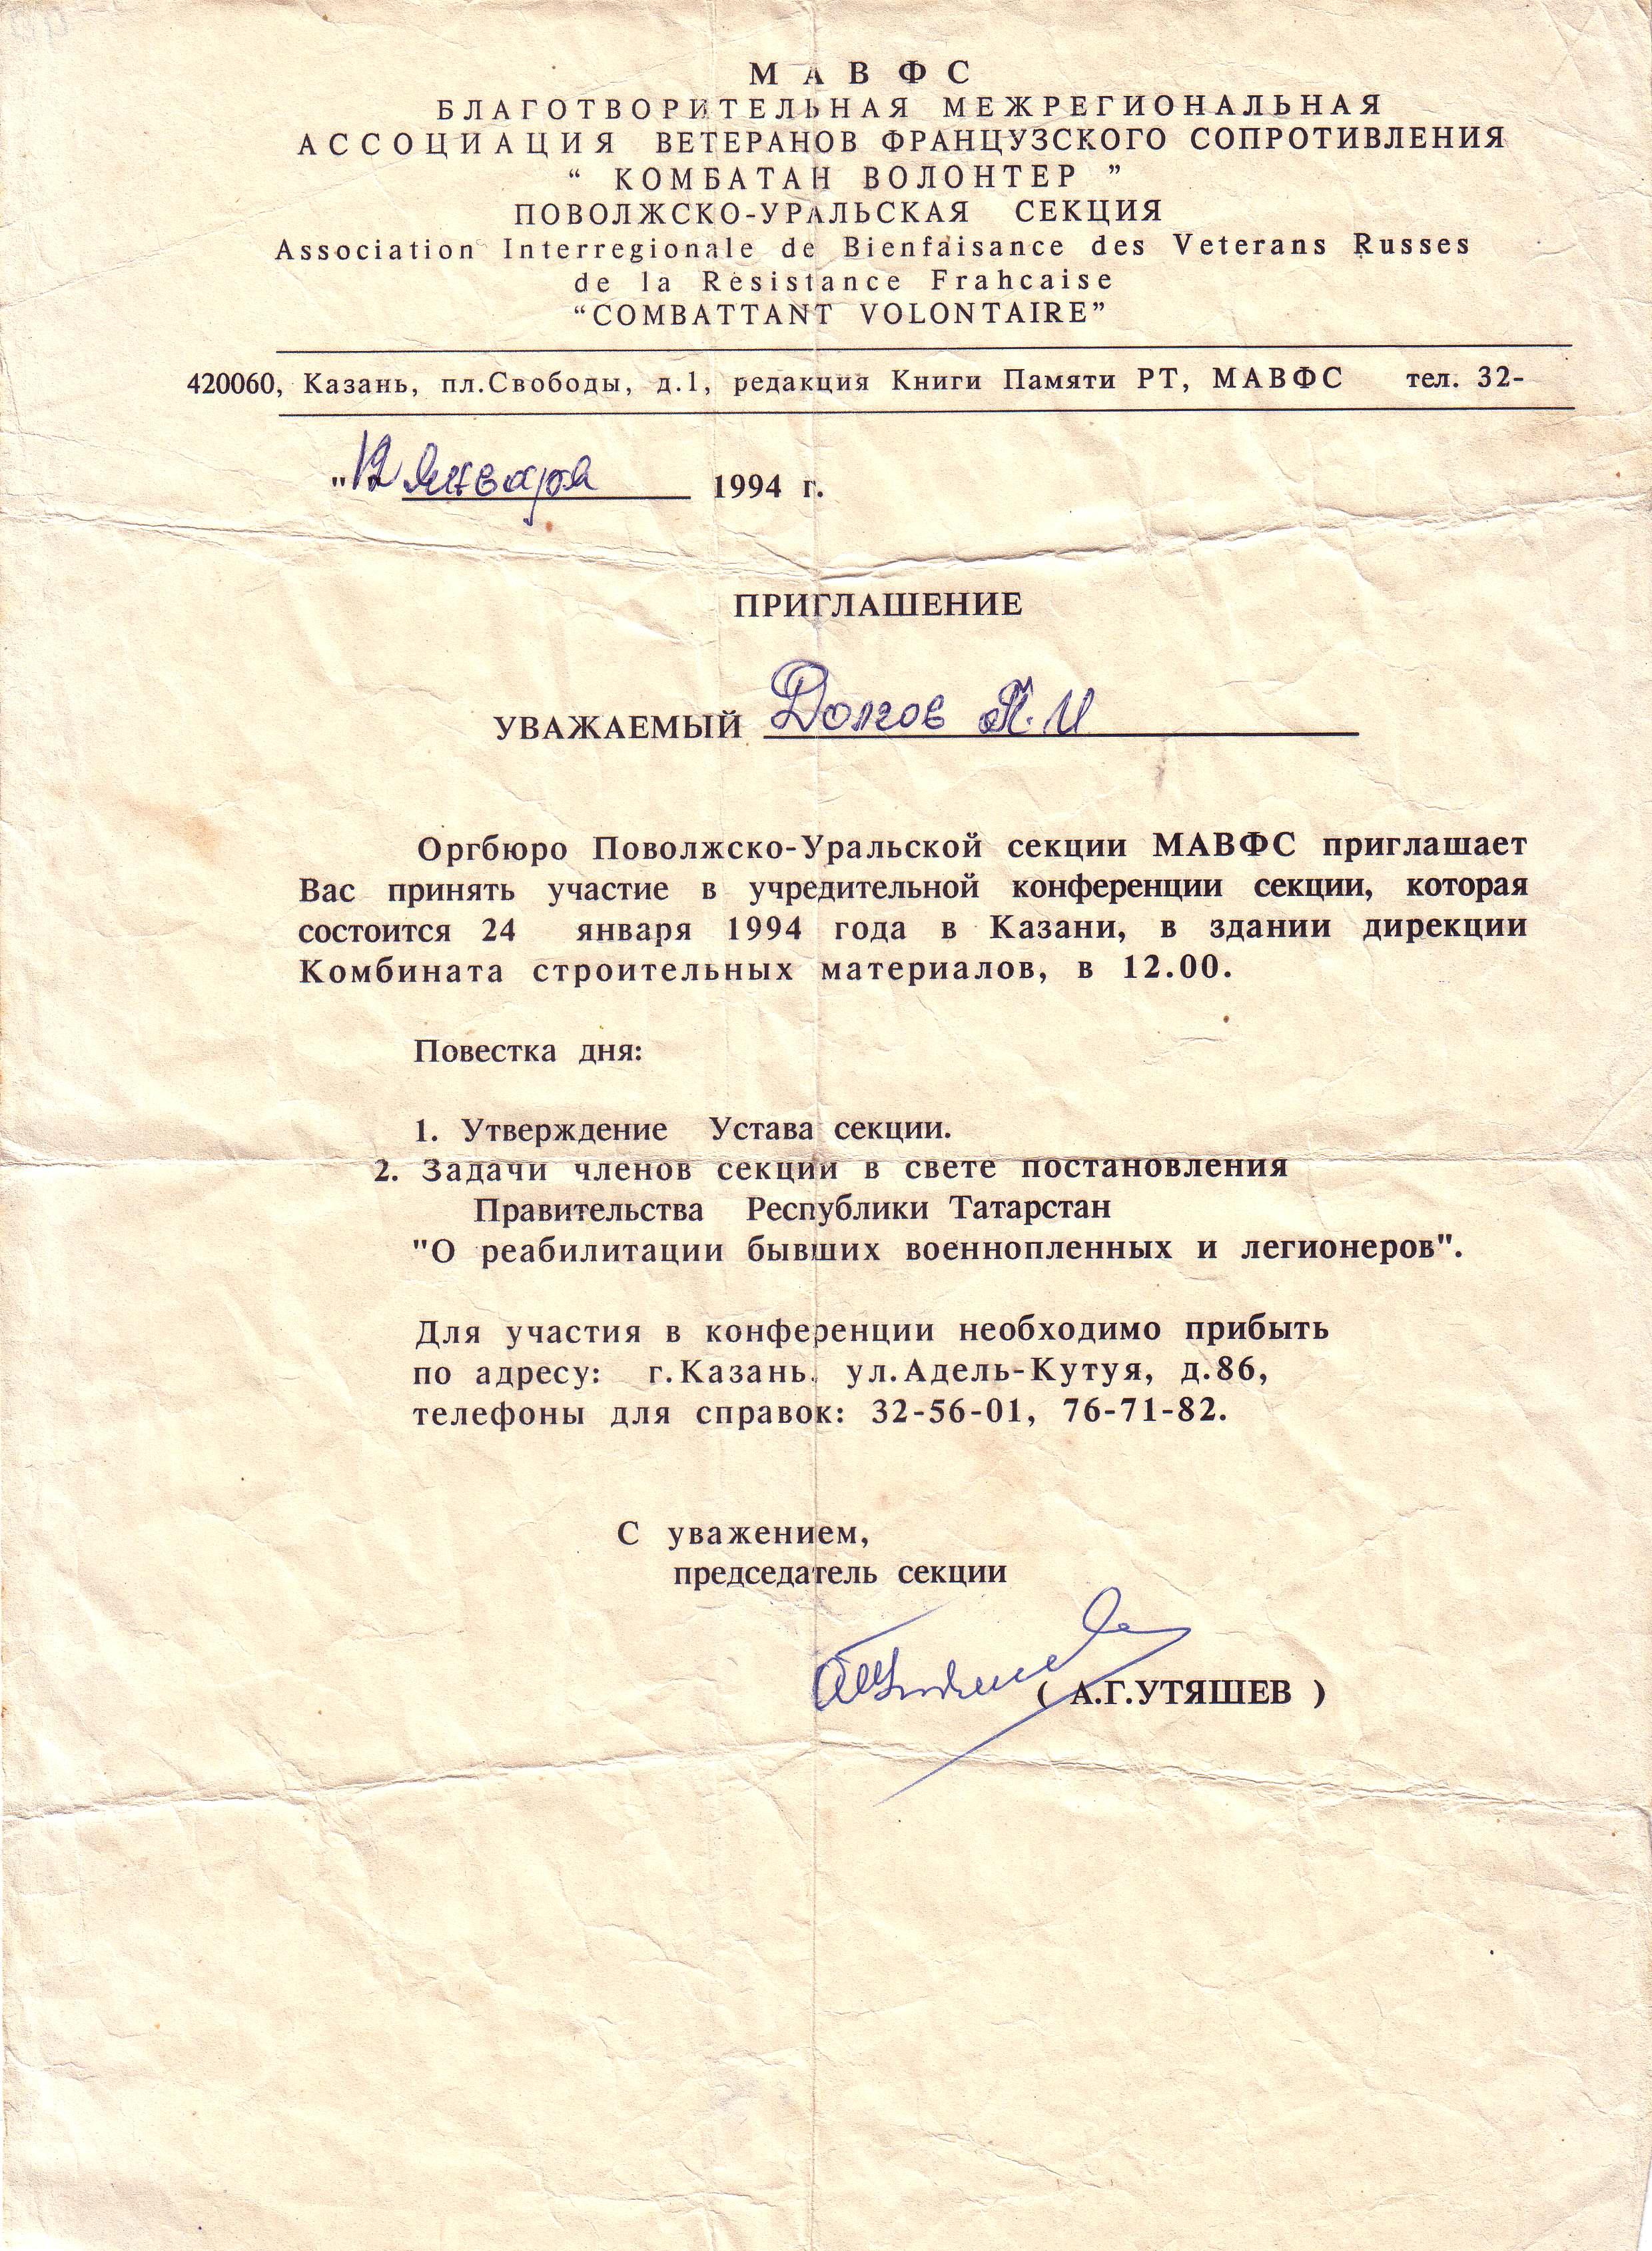 М А В Ф С
БЛАГОТВОРИТЕЛЬНАЯ МЕЖРЕГИОНАЛЬНАЯ
АССОЦИАЦИЯ ВЕТЕРАНОВ ФРАНЦУЗСКОГО СОПРОТИВЛЕНИЯ
“ КОМБАТАН ВОЛОНТЕР ”
ПОВОЛЖСКО-УРАЛЬСКАЯ СЕКЦИЯ
Association Interregionale de Bienfaisance des Veterans Russes
de la Resistance Frahcaise
“COMBATTANT VOLONTAIRE”
420060, Казань, пл.Свободы, д.1, редакция Книги Памяти РТ, МАВФС тел. 32-
"12 января 1994 г.
ПРИГЛАШЕНИЕ
УВАЖАЕМЫЙ Долгов П.И
Оргбюро Поволжско-Уральской секции МАВФС приглашает
Вас принять участие в учредительной конференции секции, которая
состоится 24 января 1994 года в Казани, в здании дирекции
Комбината строительных материалов, в 12.00.
Повестка дня:
1. Утверждение Устава секции.
2. Задачи членов секции в свете постановления
Правительства Республики Татарстан
"О реабилитации бывших военнопленных и легионеров".
Для участия в конференции необходимо прибыть
по адресу: г.Казань, ул.Адель-Кутуя, д.86,
телефоны для справок: 32-56-01, 76-71-82.
С уважением,
председатель секции
( А.Г.УТЯШЕВ )